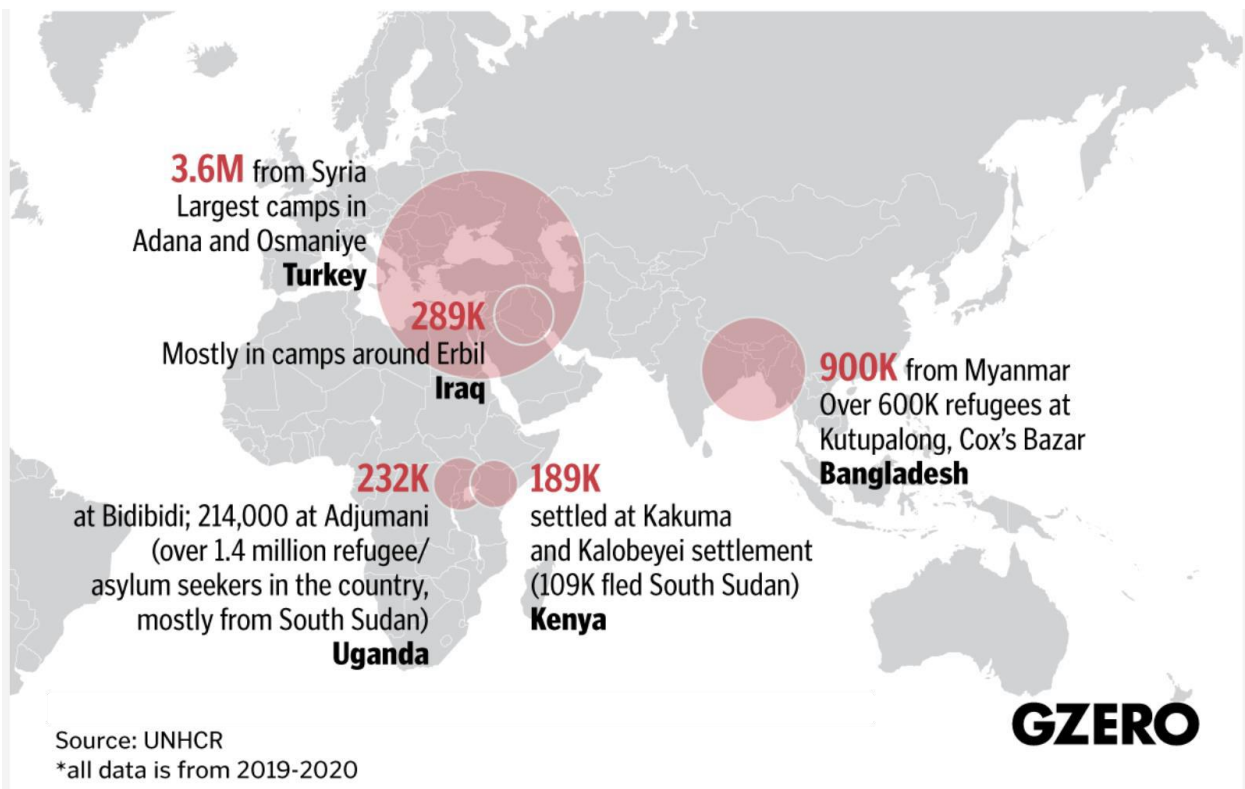 3.6M from Syria
Largest camps in
Adana and Osmaniye
Turkey
289K
Mostly in camps around Erbil
Iraq
900K from Myanmar
Over 600K refugees at
Kutupalong, Cox's Bazar
Bangladesh
232K
at Bidibidi; 214,000 at Adjumani
(over 1.4 million refugee/
asylum seekers in the country,
mostly from South Sudan)
Uganda
189K
settled at Kakuma
and Kalobeyei settlement
(109K fled South Sudan)
Kenya
GZERO
Source: UNHCR
*all data is from 2019-2020